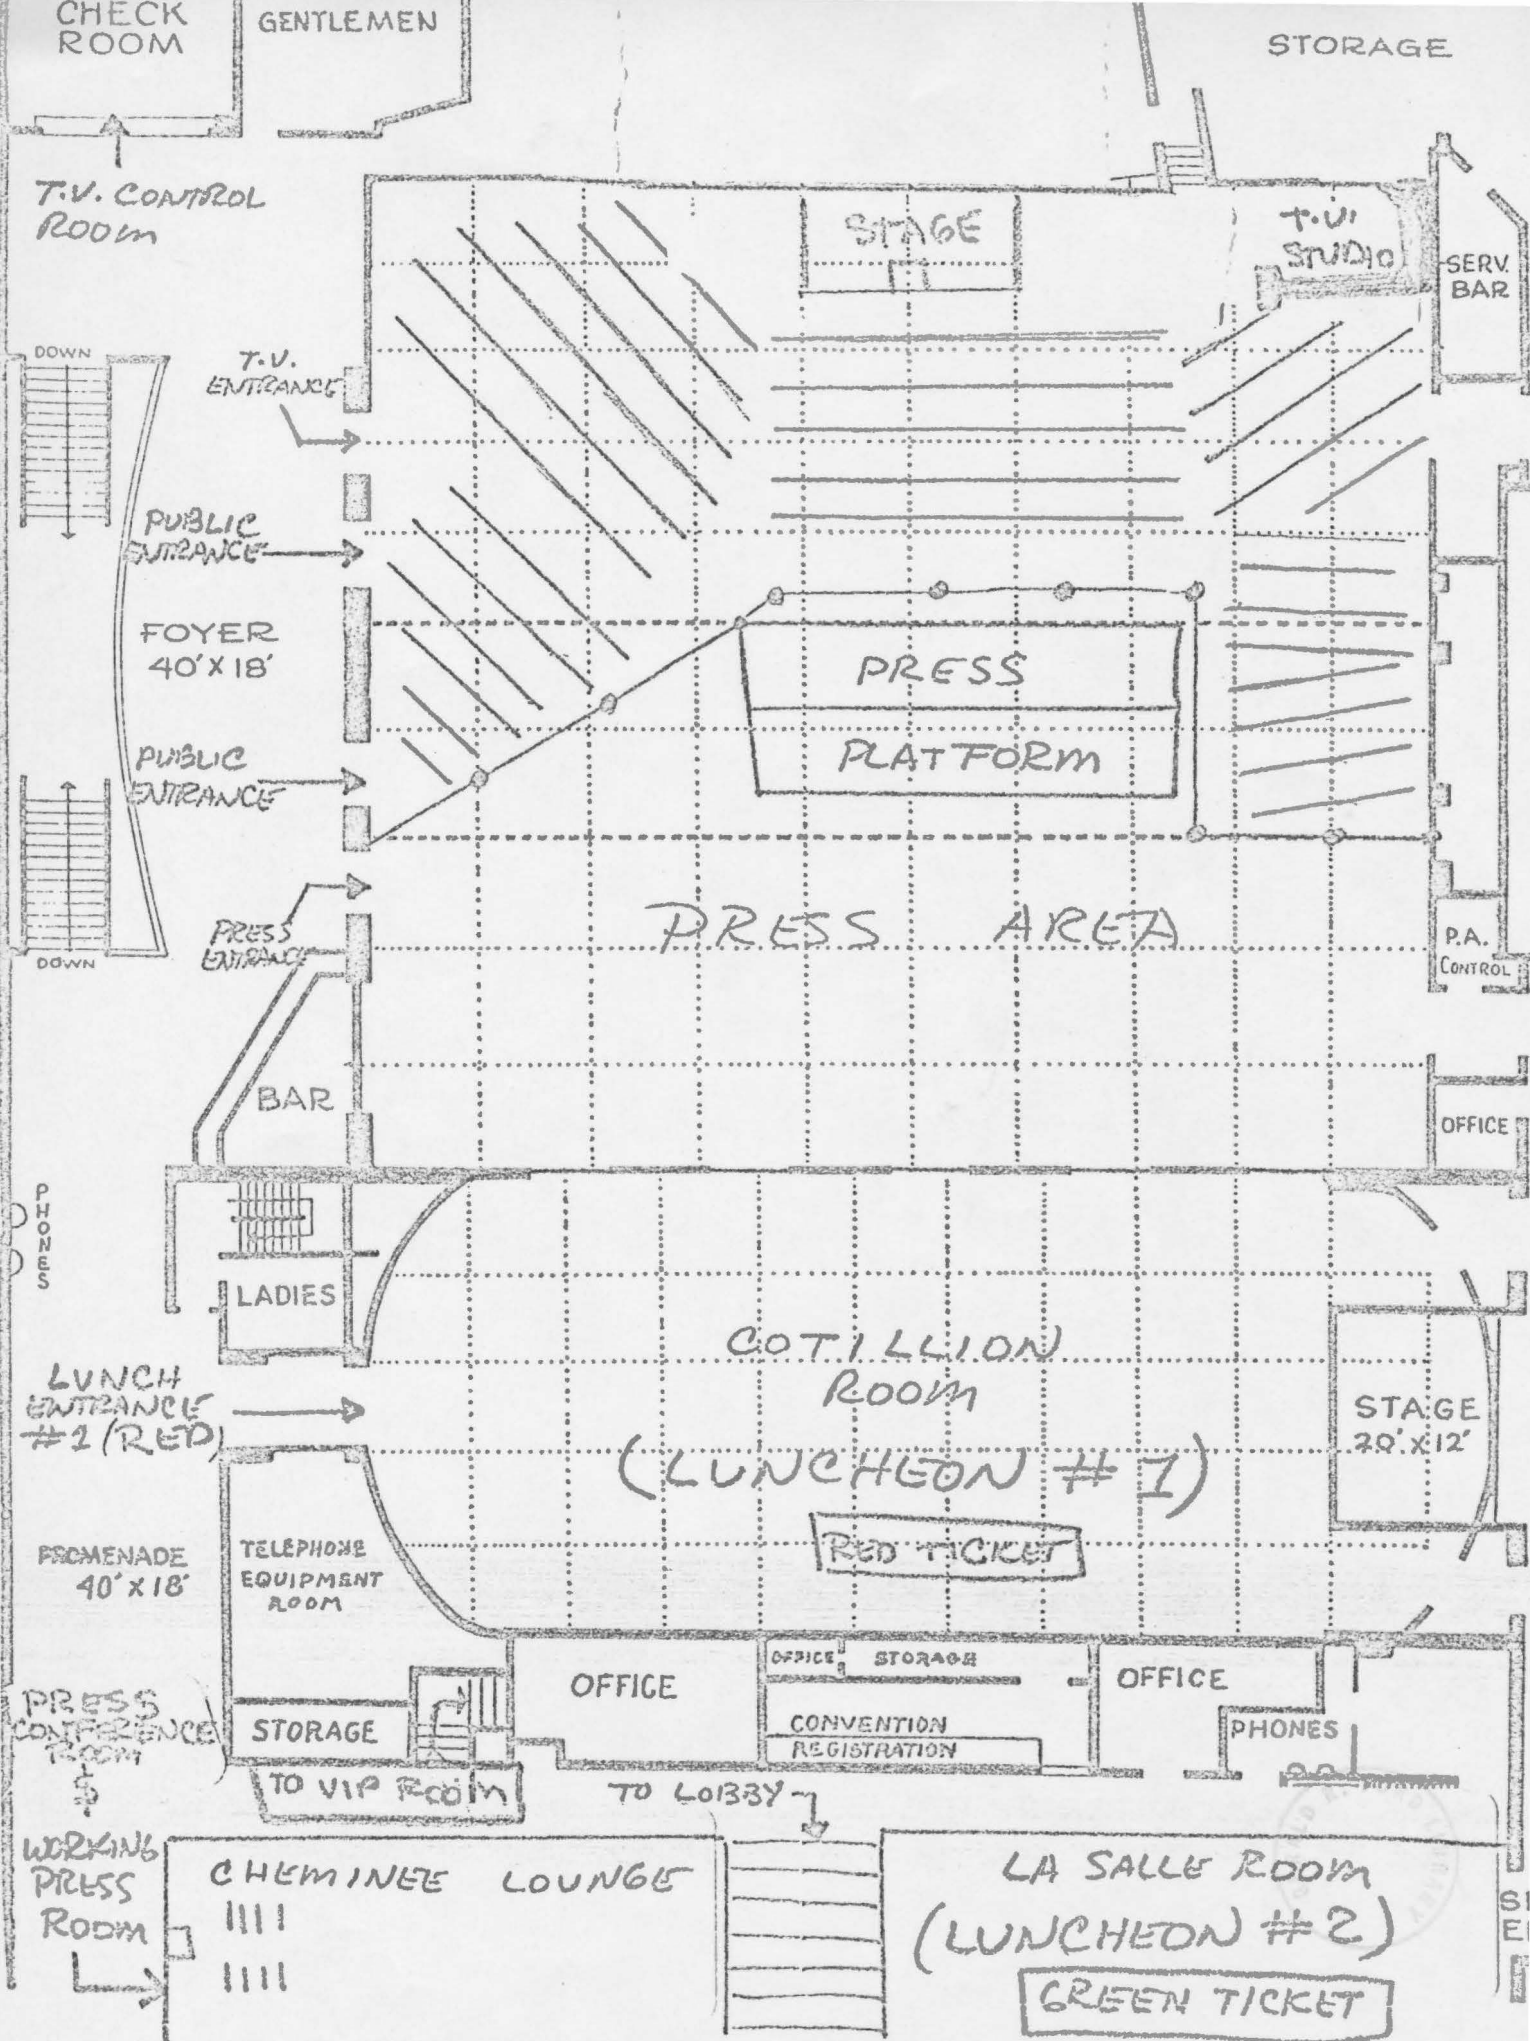 CHECK
ROOM
GENTLEMEN
STORAGE
T.V. CONTROL
ROOM
STAGE
T.V.
STUDIO
SERV.
BAR
DOWN
T.V.
ENTRANCE
PUBLIC
ENTRANCE
FOYER
40' X 18'
PRESS
PLATFORM
PUBLIC
ENTRANCE
PRESS
ENTRANCE
DOWN
PRESS AREA
P.A.
CONTROL
BAR
OFFICE
PHONES
LADIES
COTILLION
ROOM
LUNCH
ENTRANCE
#1 (RED)
STAGE
20' X 12'
(LUNCHEON #1)
RED TICKET
PROMENADE
40' X 18'
TELEPHONE
EQUIPMENT
ROOM
OFFICE
OFFICE
STORAGE
OFFICE
PRESS
CONFERENCE
ROOM
STORAGE
CONVENTION
REGISTRATION
PHONES
TO VIP ROOM
TO LOBBY
&
WORKING
PRESS
ROOM
CHEMINEE LOUNGE
LA SALLE ROOM
(LUNCHEON #2)
GREEN TICKET